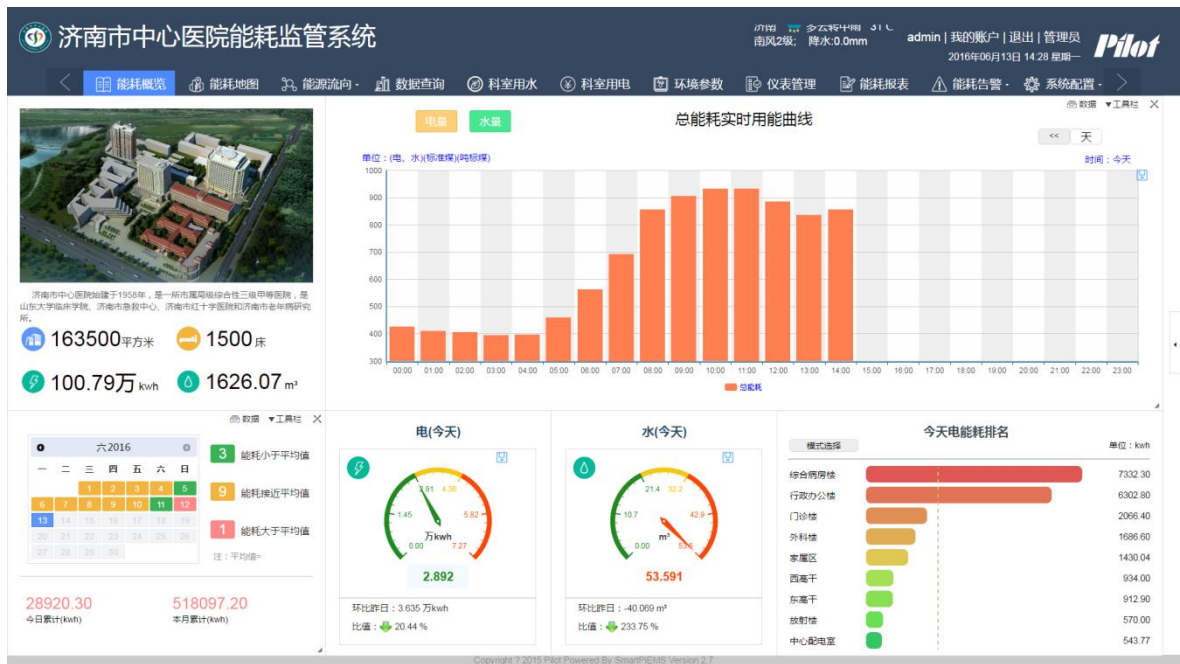 济南市中心医院能耗监管系统
济南 多云转中雨 31℃
南风2级; 降水:0.0mm
admin | 我的账户 | 退出 | 管理员
2016年06月13日 14:28 星期一
Pilot
能耗概览 能耗地图 能源流向 数据查询 科室用水 科室用电 环境参数 仪表管理 能耗报表 能耗告警 系统配置
济南市中心医院始建于1958年，是一所市属局级综合性三级甲等医院，是
山东大学临床学院、济南市急救中心、济南市红十字医院和济南市老年病研究
所。
163500平方米 1500床
100.79万 kwh 1626.07 m³
数据 ▼工具栏 X
电量 水量
总能耗实时用能曲线
<< 天
单位：(电、水)(标准煤)(吨标煤)
时间：今天
1000
900
800
700
600
500
400
300
00:00 01:00 02:00 03:00 04:00 05:00 06:00 07:00 08:00 09:00 10:00 11:00 12:00 13:00 14:00 15:00 16:00 17:00 18:00 19:00 20:00 21:00 22:00 23:00
总能耗
数据 ▼工具栏 X
六2016
一 二 三 四 五 六 日
1 2 3 4 5
6 7 8 9 10 11 12
13 14 15 16 17 18 19
20 21 22 23 24 25 26
27 28 29 30
3 能耗小于平均值
9 能耗接近平均值
1 能耗大于平均值
注：平均值=
28920.30
今日累计(kwh)
518097.20
本月累计(kwh)
电(今天)
2.91 4.36
1.45 5.82
万kwh
0.00 7.27
2.892
环比昨日：3.635 万kwh
比值： 20.44 %
水(今天)
21.4 32.2
10.7 42.9
m³
0.00 53.6
53.591
环比昨日：-40.069 m³
比值： 233.75 %
今天电能耗排名
模式选择
单位：kwh
综合病房楼 7332.30
行政办公楼 6302.80
门诊楼 2066.40
外科楼 1686.60
家属区 1430.04
西高干 934.00
东高干 912.90
放射楼 570.00
中心配电室 543.77
Copyright ? 2015 Pilot Powered By SmartPiEMS Version 2.7